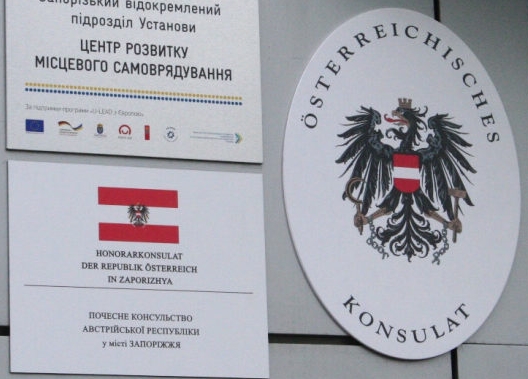 Запорізький відокремлений
підрозділ Установи
ЦЕНТР РОЗВИТКУ
МІСЦЕВОГО САМОВРЯДУВАННЯ
За підтримки програми «U-LEAD з Європою»
HONORARKONSULAT
DER REPUBLIK ÖSTERREICH
IN ZAPORIZHYA
ПОЧЕСНЕ КОНСУЛЬСТВО
АВСТРІЙСЬКОЇ РЕСПУБЛІКИ
у місті ЗАПОРІЖЖЯ
ÖSTERREICHISCHES
KONSULAT